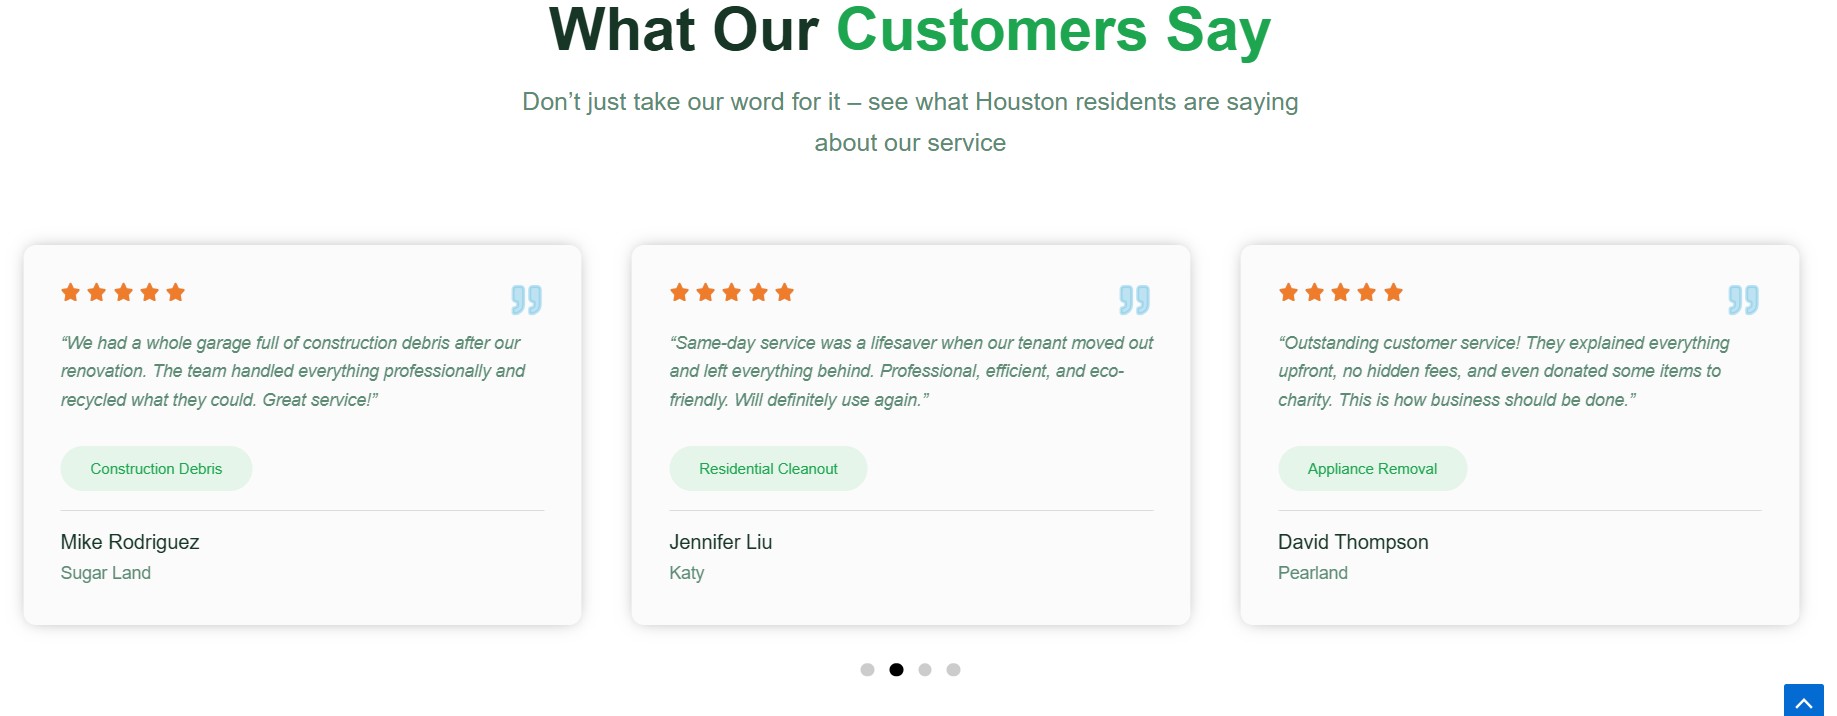 What Our Customers Say
Don’t just take our word for it – see what Houston residents are saying
about our service
“We had a whole garage full of construction debris after our
renovation. The team handled everything professionally and
recycled what they could. Great service!”
Construction Debris
Mike Rodriguez
Sugar Land
“Same-day service was a lifesaver when our tenant moved out
and left everything behind. Professional, efficient, and eco-
friendly. Will definitely use again.”
Residential Cleanout
Jennifer Liu
Katy
“Outstanding customer service! They explained everything
upfront, no hidden fees, and even donated some items to
charity. This is how business should be done.”
Appliance Removal
David Thompson
Pearland